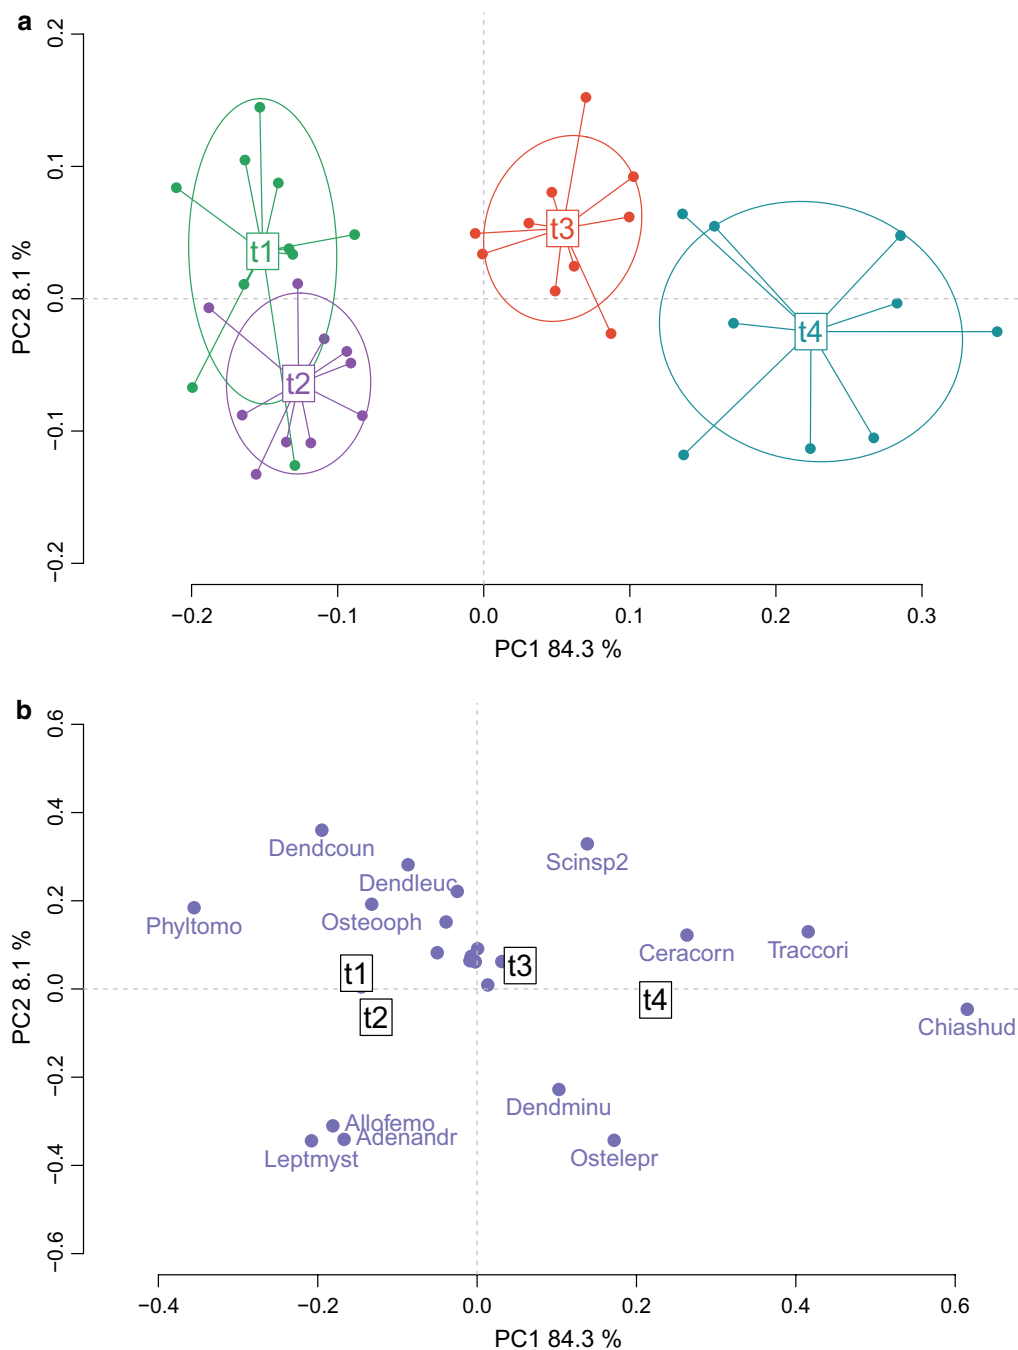 a
0.2
0.1
0.0
−0.1
−0.2
PC2 8.1 %
t1
t2
t3
t4
−0.2 −0.1 0.0 0.1 0.2 0.3
PC1 84.3 %
b
0.6
0.4
0.2
0.0
−0.2
−0.4
−0.6
PC2 8.1 %
Dendcoun
Scinsp2
Dendleuc
Phyltomo
Osteooph
Ceracorn
Traccori
t1
t2
t3
t4
Chiashud
Dendminu
Allofemo
Adenandr
Leptmyst
Ostelepr
−0.4 −0.2 0.0 0.2 0.4 0.6
PC1 84.3 %